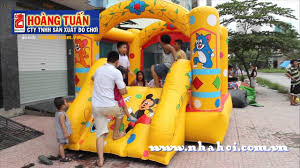 HOÀNG TUẤN
CTY TNHH SẢN XUẤT ĐỒ CHƠI
www.nhahoi.com.vn